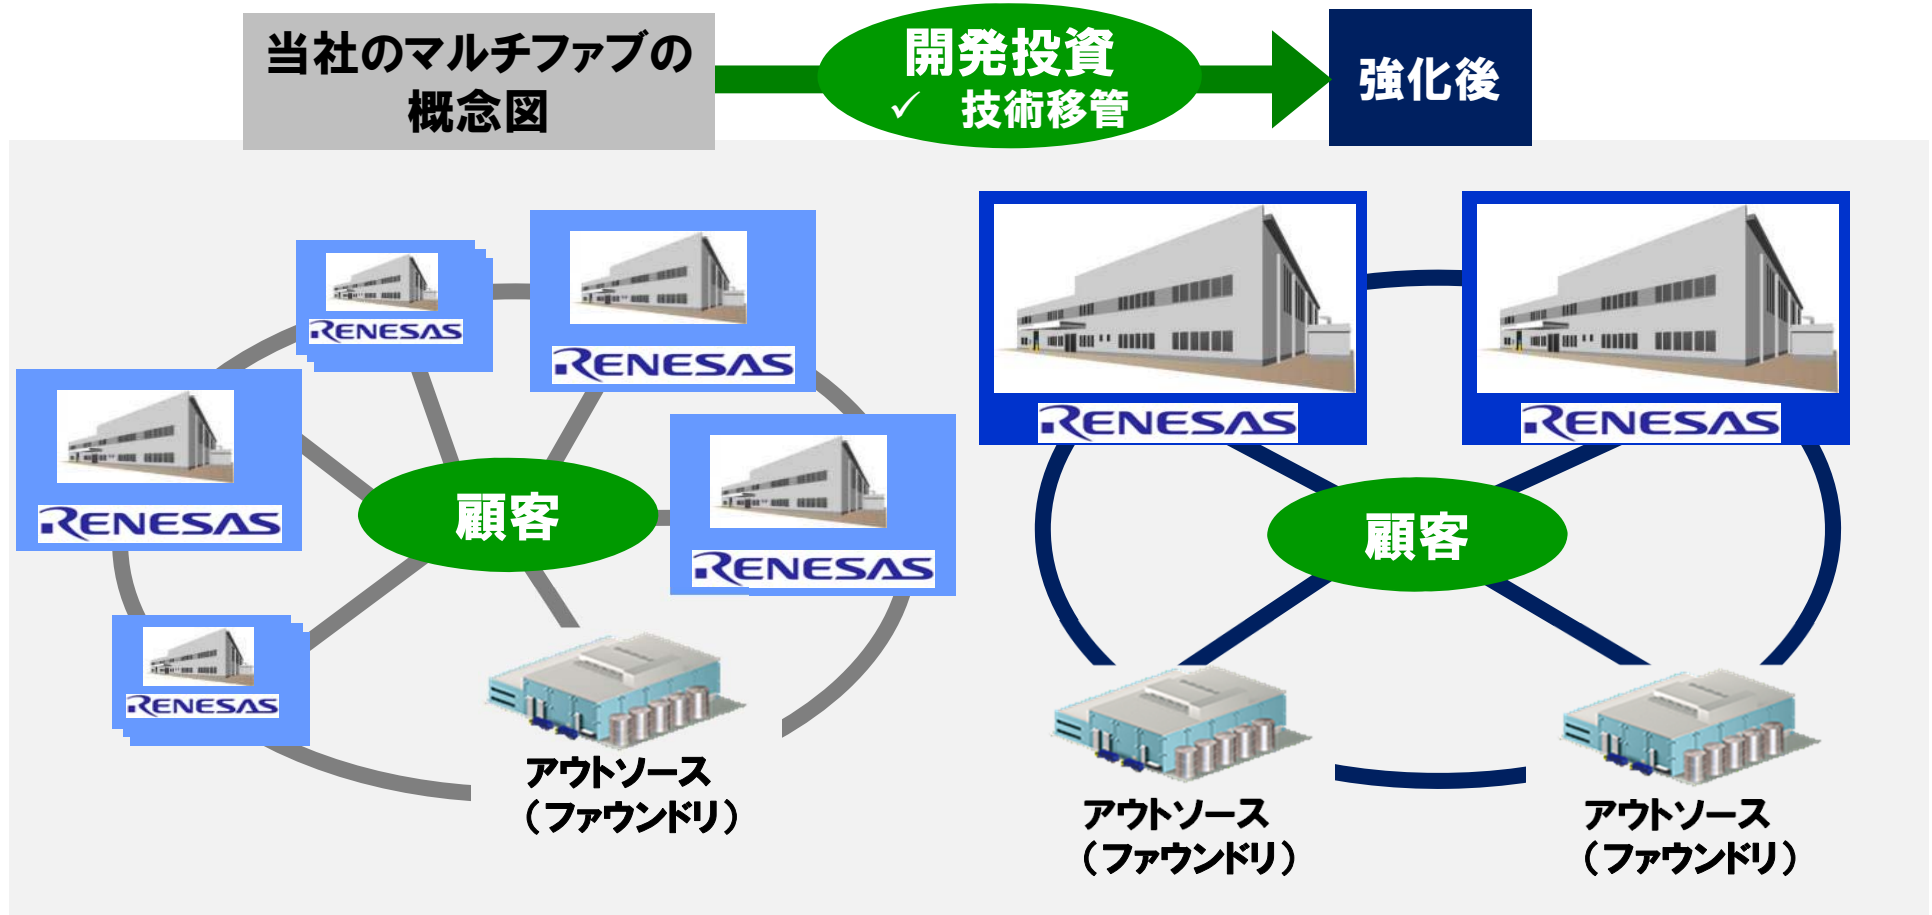 当社のマルチファブの
概念図
開発投資
✓ 技術移管
強化後
RENESAS
RENESAS
RENESAS
RENESAS
RENESAS
顧客
アウトソース
（ファウンドリ）
RENESAS
RENESAS
顧客
アウトソース
（ファウンドリ）
アウトソース
（ファウンドリ）